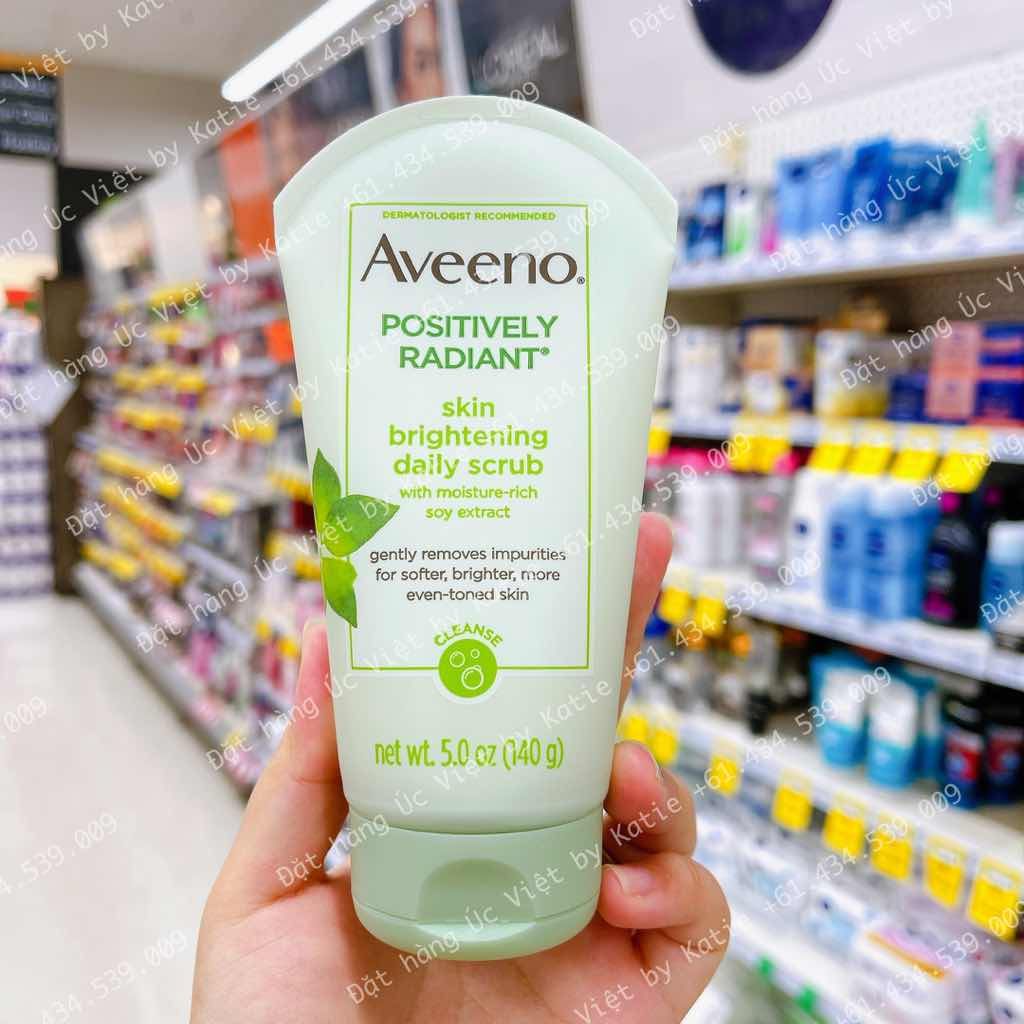 DERMATOLOGIST RECOMMENDED
Aveeno®
POSITIVELY
RADIANT®
skin
brightening
daily scrub
with moisture-rich
soy extract
gently removes impurities
for softer, brighter, more
even-toned skin
CLEANSE
net wt. 5.0 oz (140 g)
Đặt hàng Úc Việt by Katie +61.434.539.009